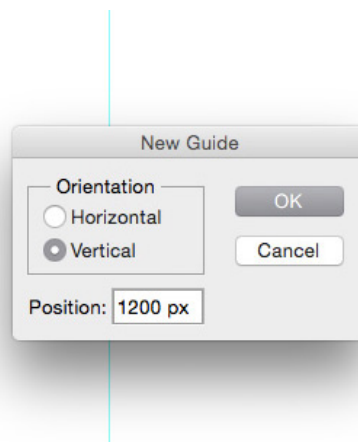 New Guide
Orientation
Horizontal
Vertical
OK
Cancel
Position: 1200 px